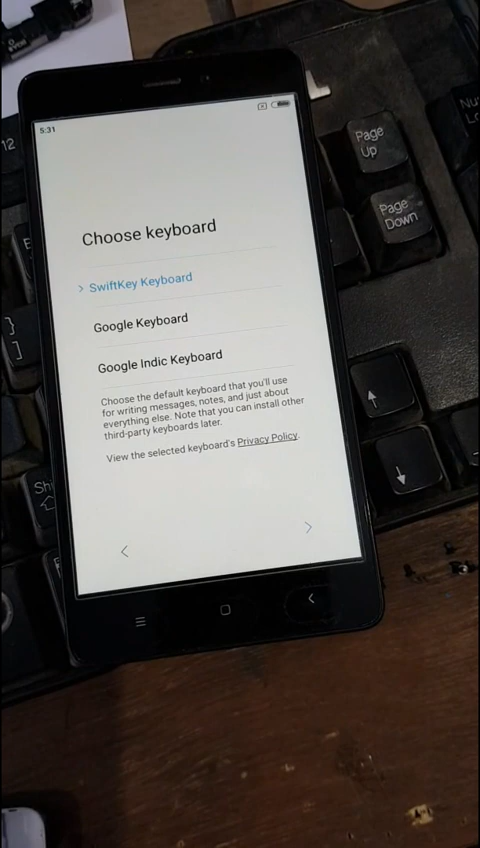 12
5:31
Page
Up
Page
Down
Choose keyboard
SwiftKey Keyboard
Google Keyboard
Google Indic Keyboard
Choose the default keyboard that you'll use
for writing messages, notes, and just about
everything else. Note that you can install other
third-party keyboards later.
View the selected keyboard's Privacy Policy.
}
]